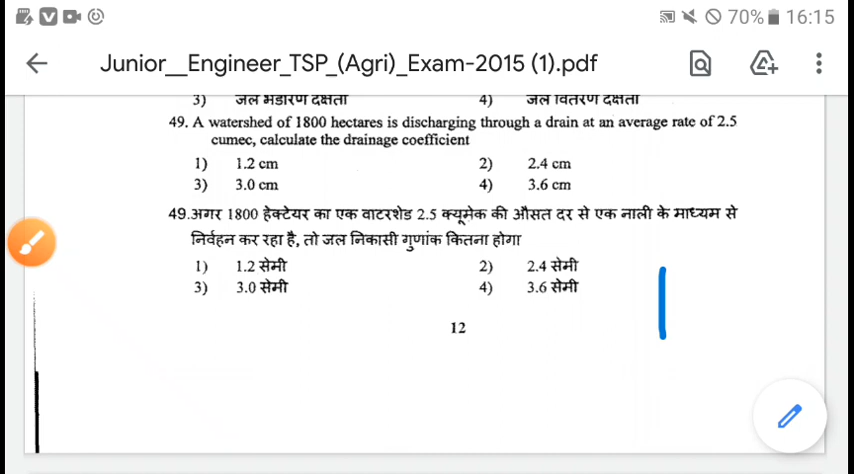 70% 16:15
Junior__Engineer_TSP_(Agri)_Exam-2015 (1).pdf
3) जल भंडारण दक्षता 4) जल वितरण दक्षता
49. A watershed of 1800 hectares is discharging through a drain at an average rate of 2.5
cumec, calculate the drainage coefficient
1) 1.2 cm 2) 2.4 cm
3) 3.0 cm 4) 3.6 cm
49.अगर 1800 हेक्टेयर का एक वाटरशेड 2.5 क्यूमेक की औसत दर से एक नाली के माध्यम से
निर्वहन कर रहा है, तो जल निकासी गुणांक कितना होगा
1) 1.2 सेमी 2) 2.4 सेमी
3) 3.0 सेमी 4) 3.6 सेमी
12